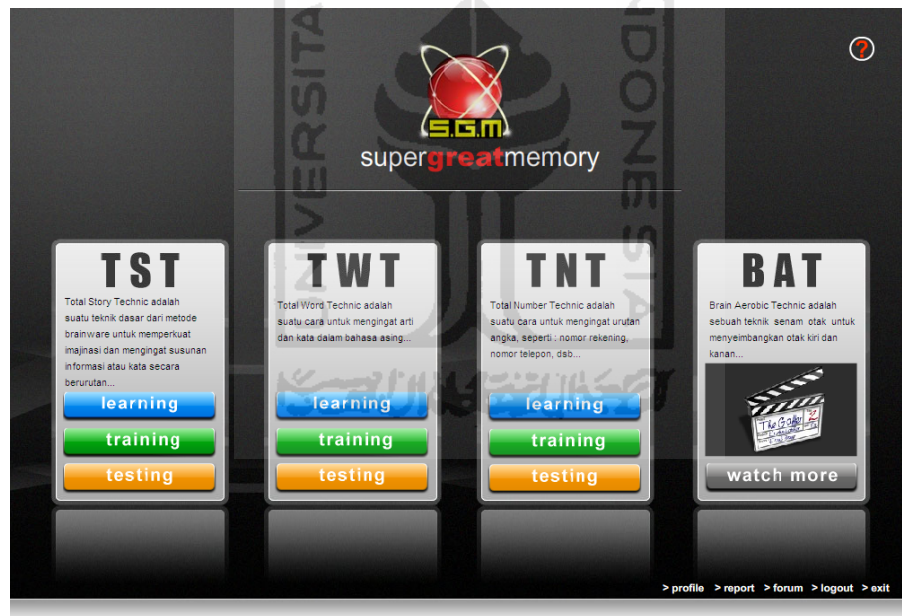 ?
S.G.M
supergreatmemory
UNIVERSITA
INDONESIA
TST
Total Story Technic adalah
suatu teknik dasar dari metode
brainware untuk memperkuat
imajinasi dan mengingat susunan
informasi atau kata secara
berurutan...
learning
training
testing
TWT
Total Word Technic adalah
suatu cara untuk mengingat arti
dan kata dalam bahasa asing...
learning
training
testing
TNT
Total Number Technic adalah
suatu cara untuk mengingat urutan
angka, seperti : nomor rekening,
nomor telepon, dsb...
learning
training
testing
BAT
Brain Aerobic Technic adalah
sebuah teknik senam otak untuk
menyeimbangkan otak kiri dan
kanan...
The Gaffer
watch more
> profile > report > forum > logout > exit